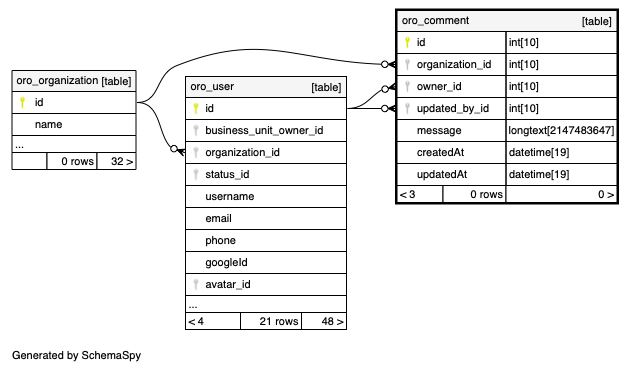 oro_comment [table]
id int[10]
organization_id int[10]
owner_id int[10]
updated_by_id int[10]
message longtext[2147483647]
createdAt datetime[19]
updatedAt datetime[19]
< 3 0 rows 0 >
oro_organization [table]
id
name
...
0 rows 32 >
oro_user [table]
id
business_unit_owner_id
organization_id
status_id
username
email
phone
googleId
avatar_id
...
< 4 21 rows 48 >
Generated by SchemaSpy